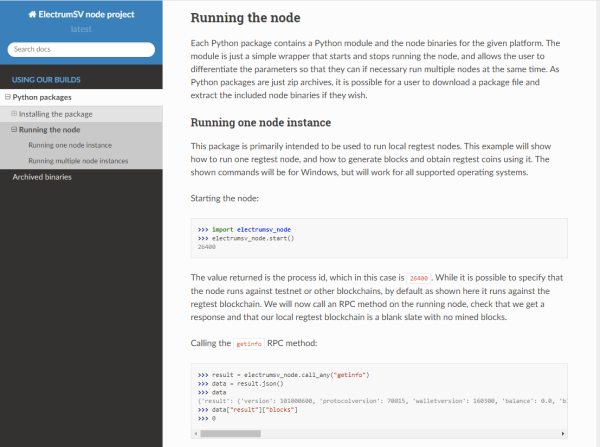 ElectrumSV node project
latest
Search docs
USING OUR BUILDS
Python packages
Installing the package
Running the node
Running one node instance
Running multiple node instances
Archived binaries
Running the node
Each Python package contains a Python module and the node binaries for the given platform. The
module is just a simple wrapper that starts and stops running the node, and allows the user to
differentiate the parameters so that they can if necessary run multiple nodes at the same time. As
Python packages are just zip archives, it is possible for a user to download a package file and
extract the included node binaries if they wish.
Running one node instance
This package is primarily intended to be used to run local regtest nodes. This example will show
how to run one regtest node, and how to generate blocks and obtain regtest coins using it. The
shown commands will be for Windows, but will work for all supported operating systems.
Starting the node:
>>> import electrumsv_node
>>> electrumsv_node.start()
26400
The value returned is the process id, which in this case is 26400 . While it is possible to specify that
the node runs against testnet or other blockchains, by default as shown here it runs against the
regtest blockchain. We will now call an RPC method on the running node, check that we get a
response and that our local regtest blockchain is a blank slate with no mined blocks.
Calling the getinfo RPC method:
>>> result = electrumsv_node.call_any("getinfo")
>>> data = result.json()
>>> data
{'result': {'version': 101000600, 'protocolversion': 70015, 'walletversion': 160300, 'balance': 0.0, 'b
>>> data["result"]["blocks"]
>>> 0